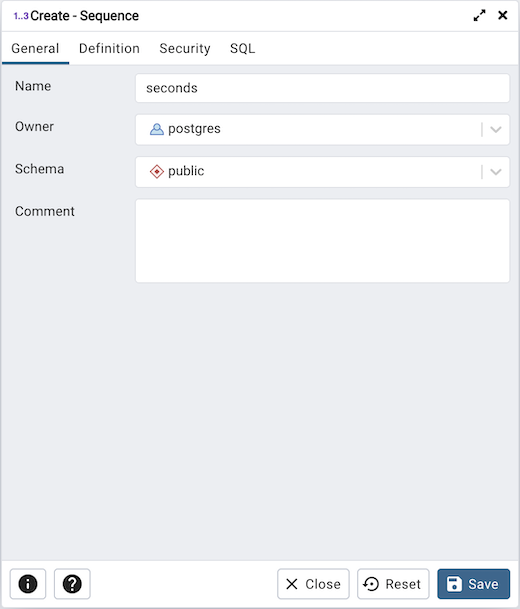 1..3 Create - Sequence
General Definition Security SQL
Name seconds
Owner postgres
Schema public
Comment
Close Reset Save